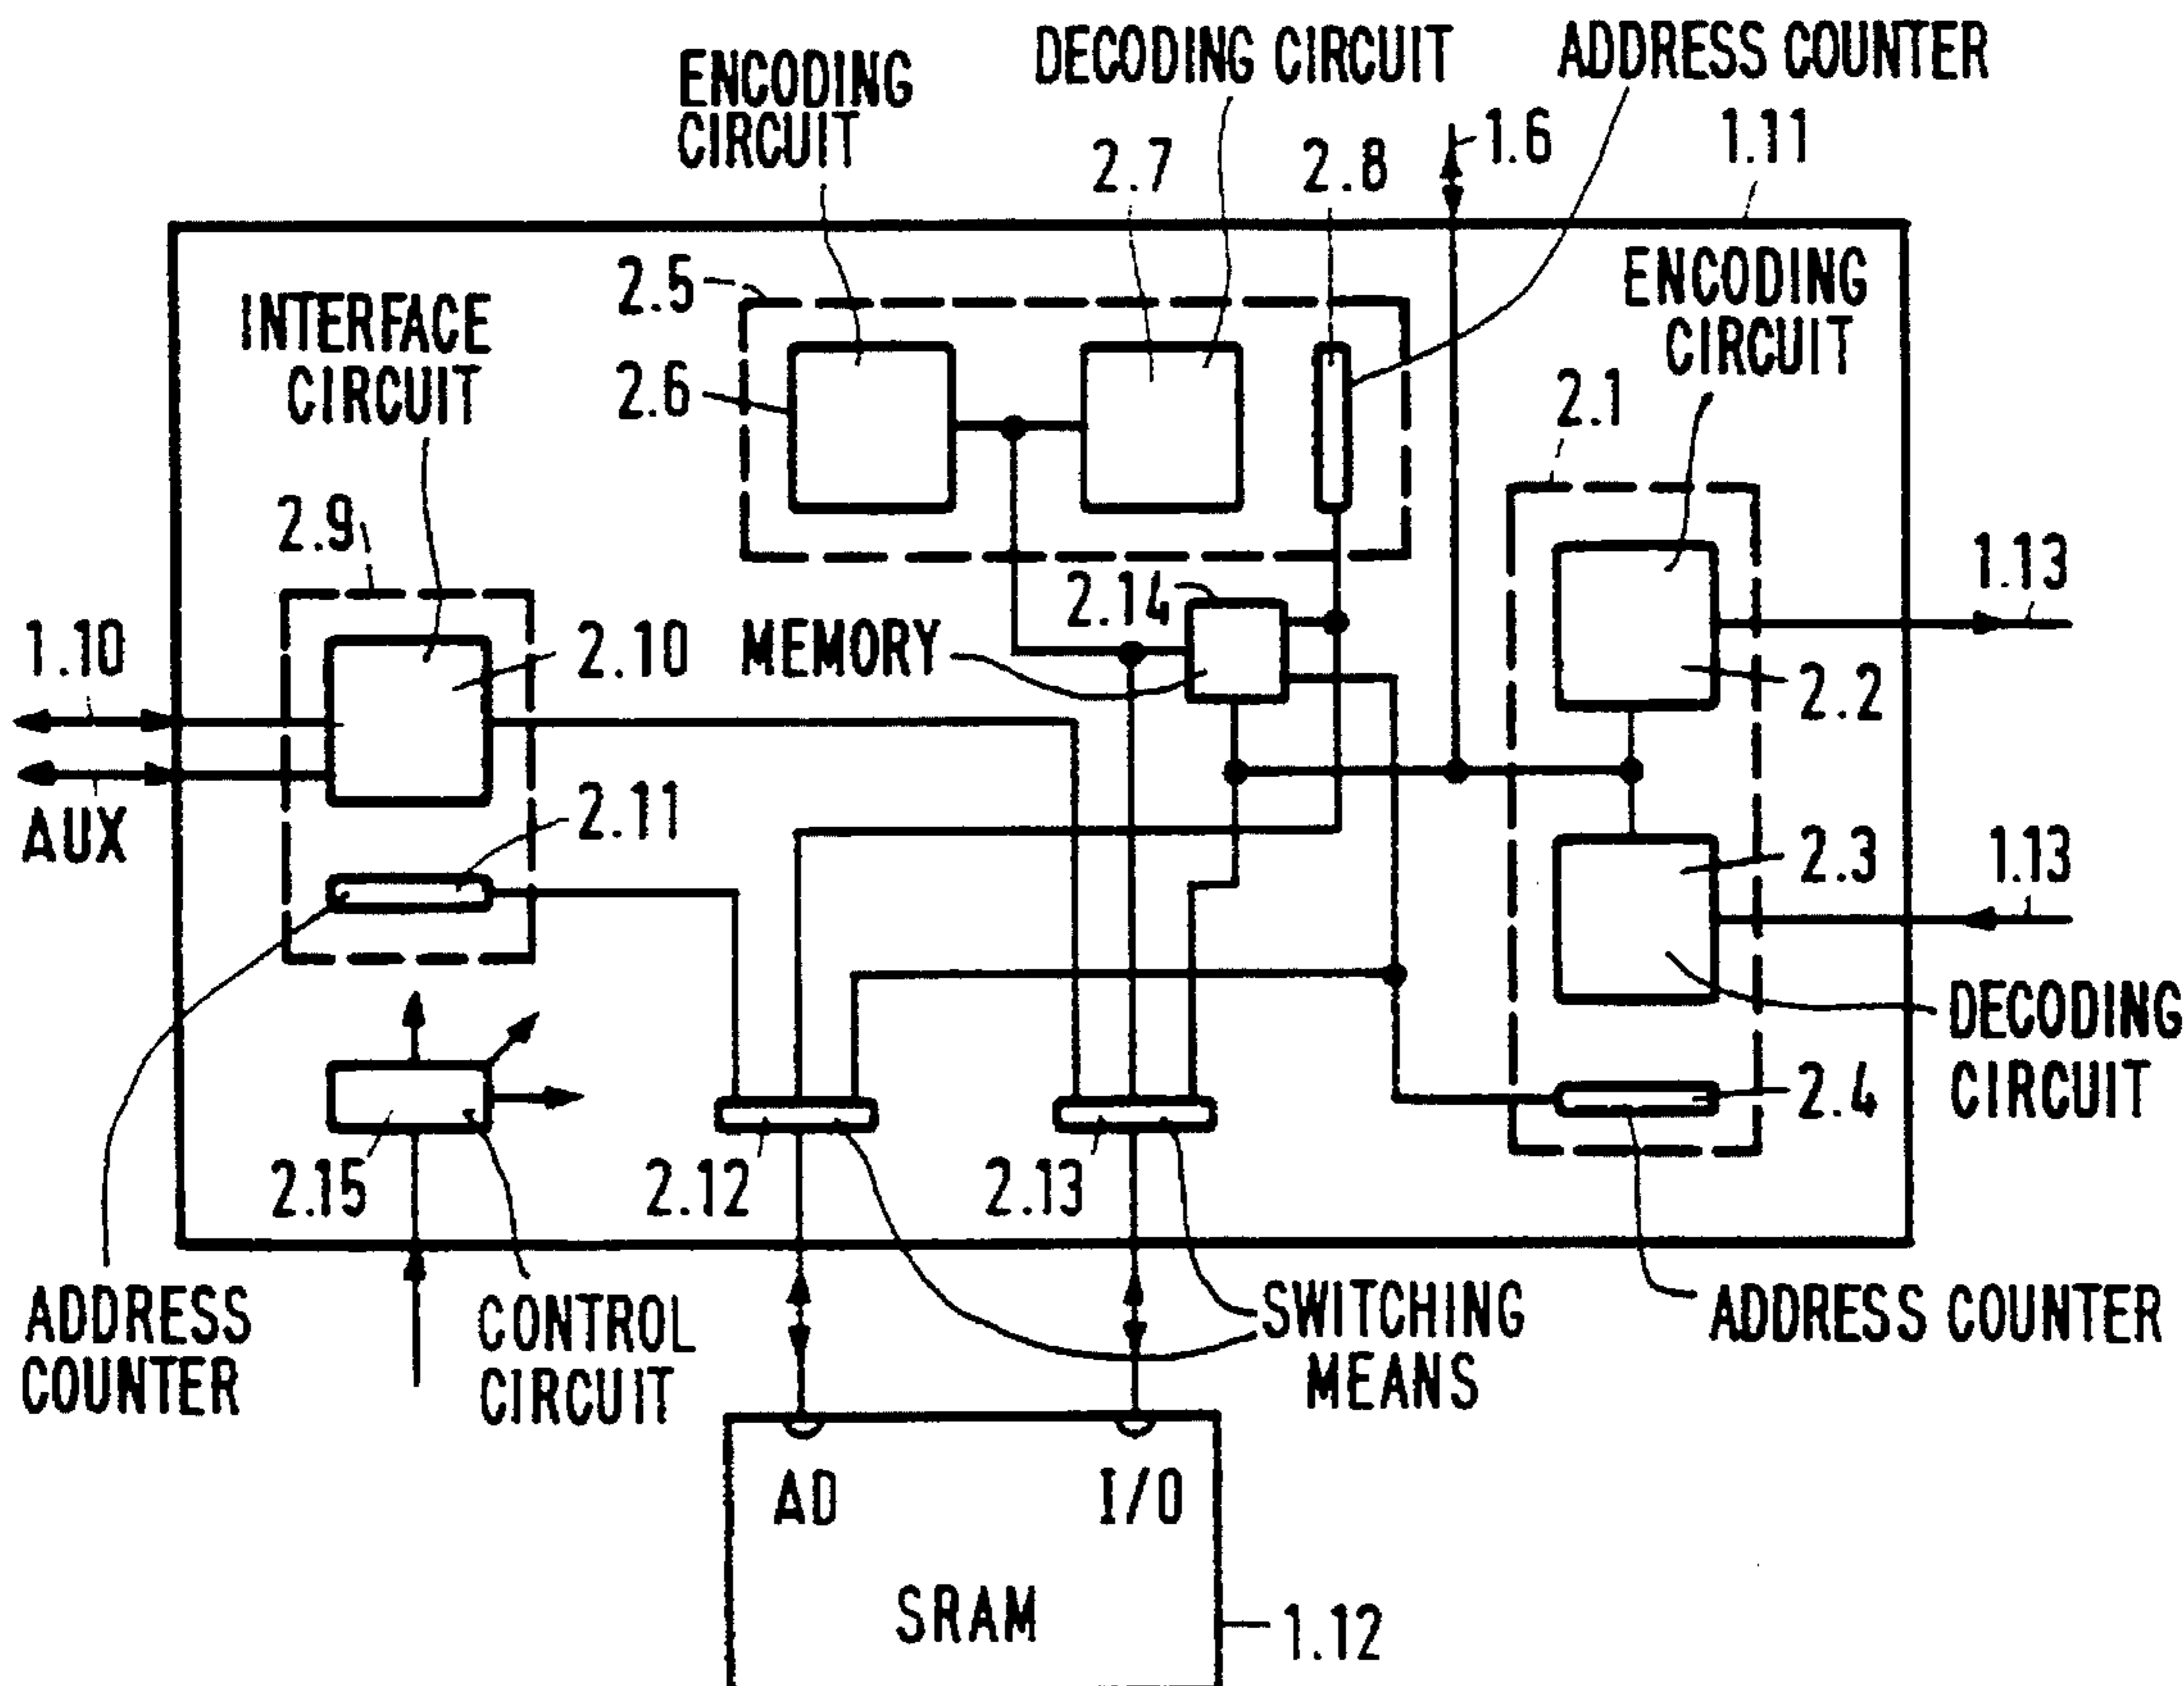 DECODING CIRCUIT
ADDRESS COUNTER
ENCODING
CIRCUIT
2.7
2.8
1.6
1.11
2.5
ENCODING
CIRCUIT
INTERFACE
CIRCUIT
2.6
2.1
2.9
1.13
2.14
1.10
2.10
MEMORY
2.2
AUX
2.11
2.3
1.13
DECODING
CIRCUIT
2.4
2.15
2.12
2.13
ADDRESS
COUNTER
CONTROL
CIRCUIT
SWITCHING
MEANS
ADDRESS COUNTER
AD
I/O
SRAM
1.12